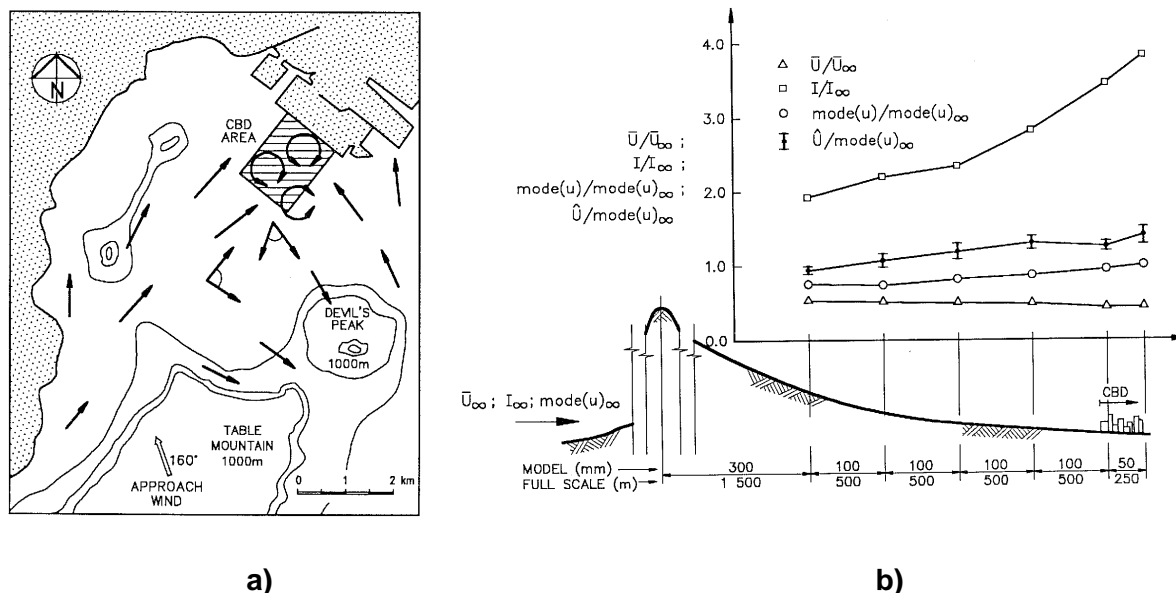 N
CBD
AREA
DEVIL'S
PEAK
1000m
TABLE
MOUNTAIN
1000m
160°
APPROACH
WIND
0 1 2 km
a)
4.0
3.0
2.0
1.0
0.0
Ū/Ū∞
I/I∞
mode(u)/mode(u)∞
Û/mode(u)∞
Ū/Ū∞ ;
I/I∞ ;
mode(u)/mode(u)∞ ;
Û/mode(u)∞
Ū∞ ; I∞ ; mode(u)∞
CBD
MODEL (mm) 300 100 100 100 100 50
FULL SCALE (m) 1 500 500 500 500 500 250
b)